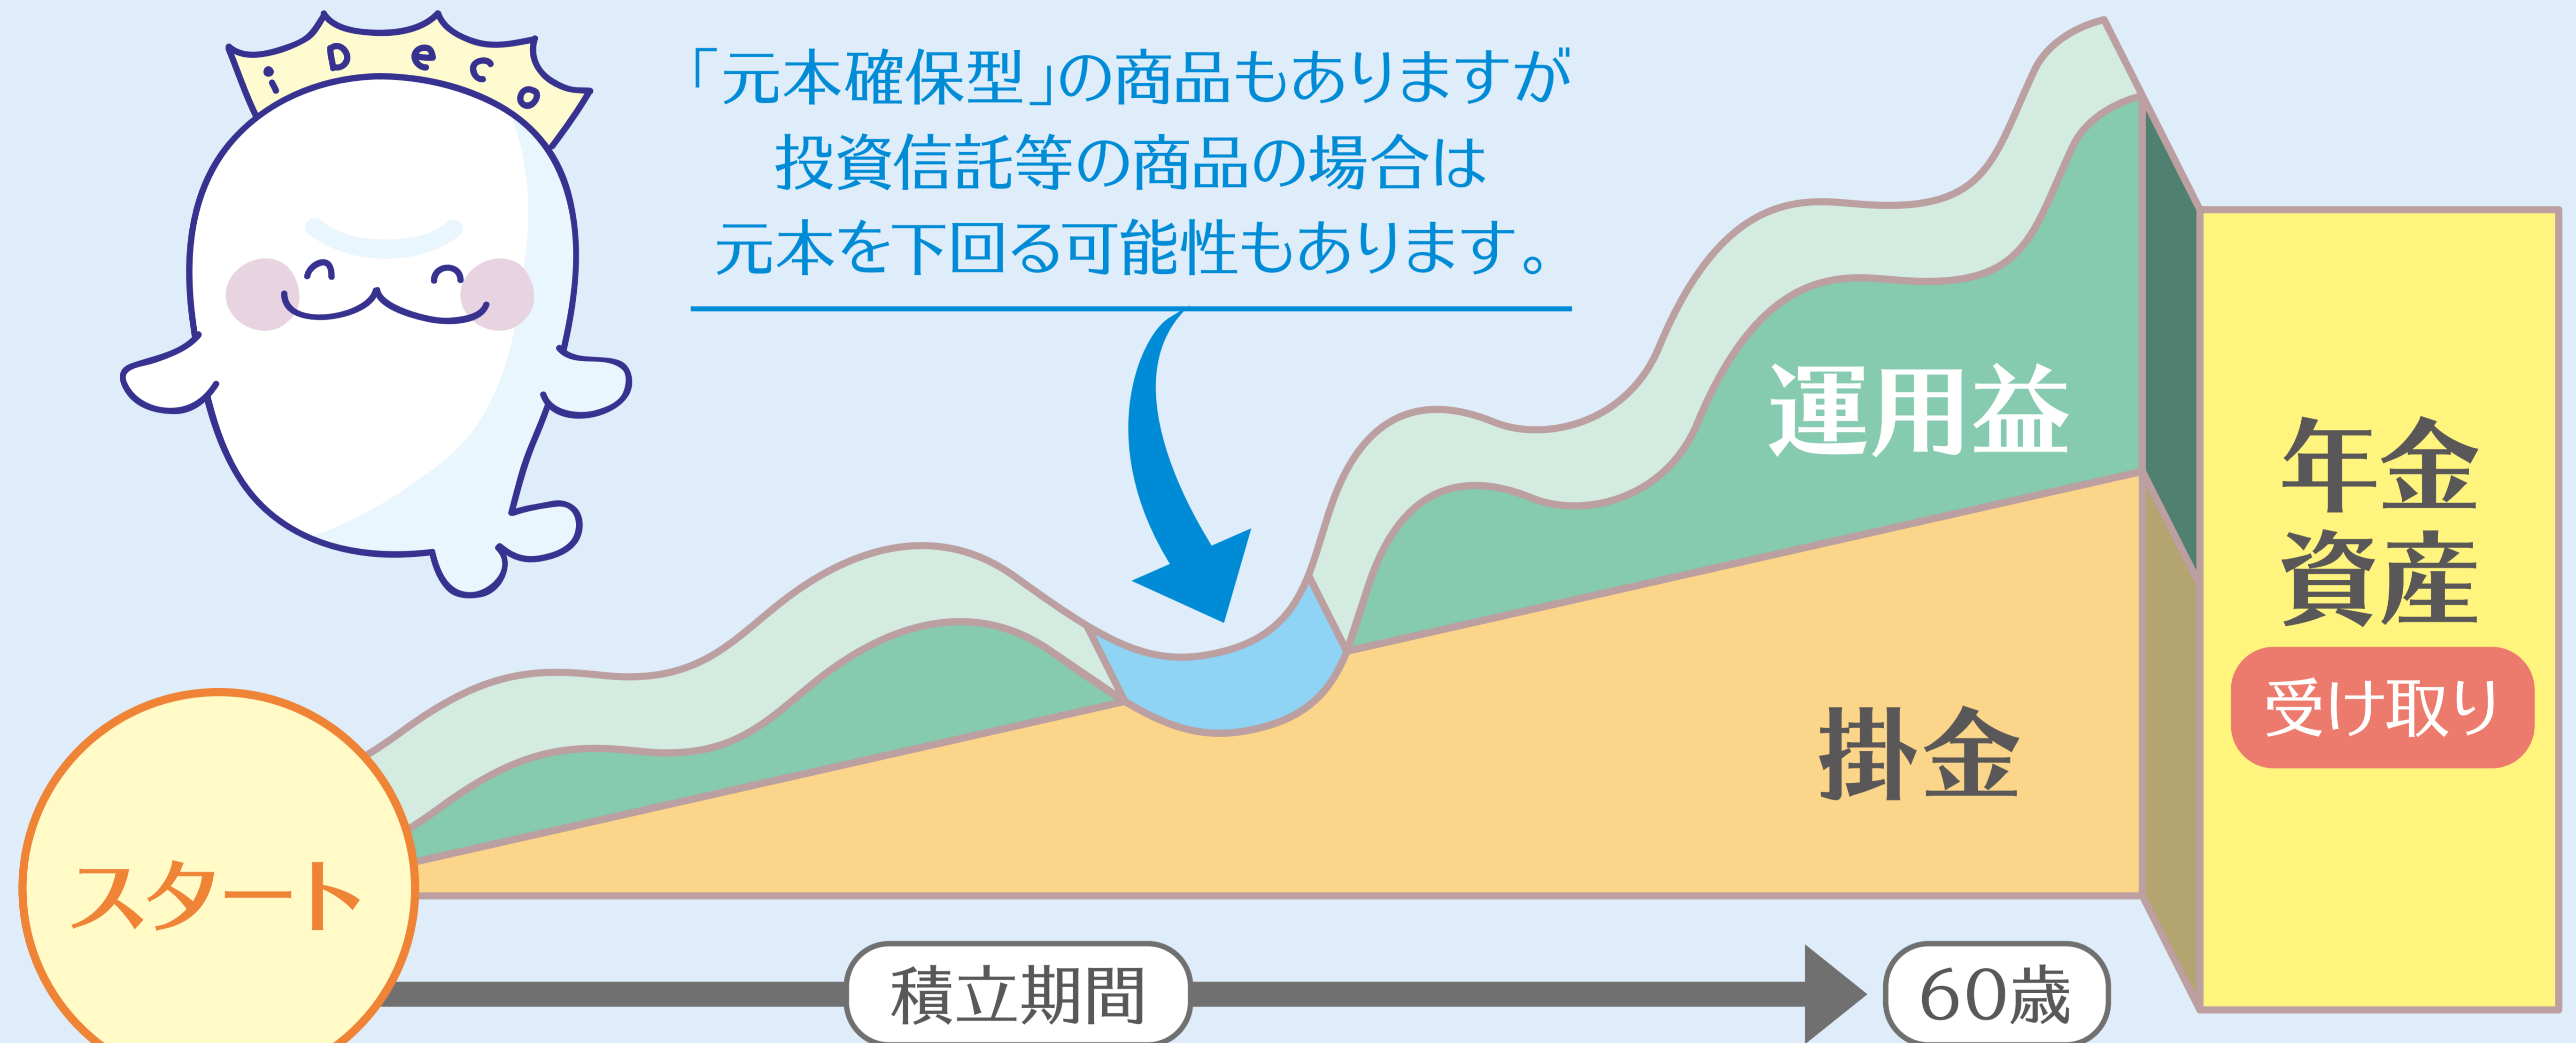 iDeCo
「元本確保型」の商品もありますが
投資信託等の商品の場合は
元本を下回る可能性もあります。
運用益
掛金
年金
資産
受け取り
スタート
積立期間
60歳